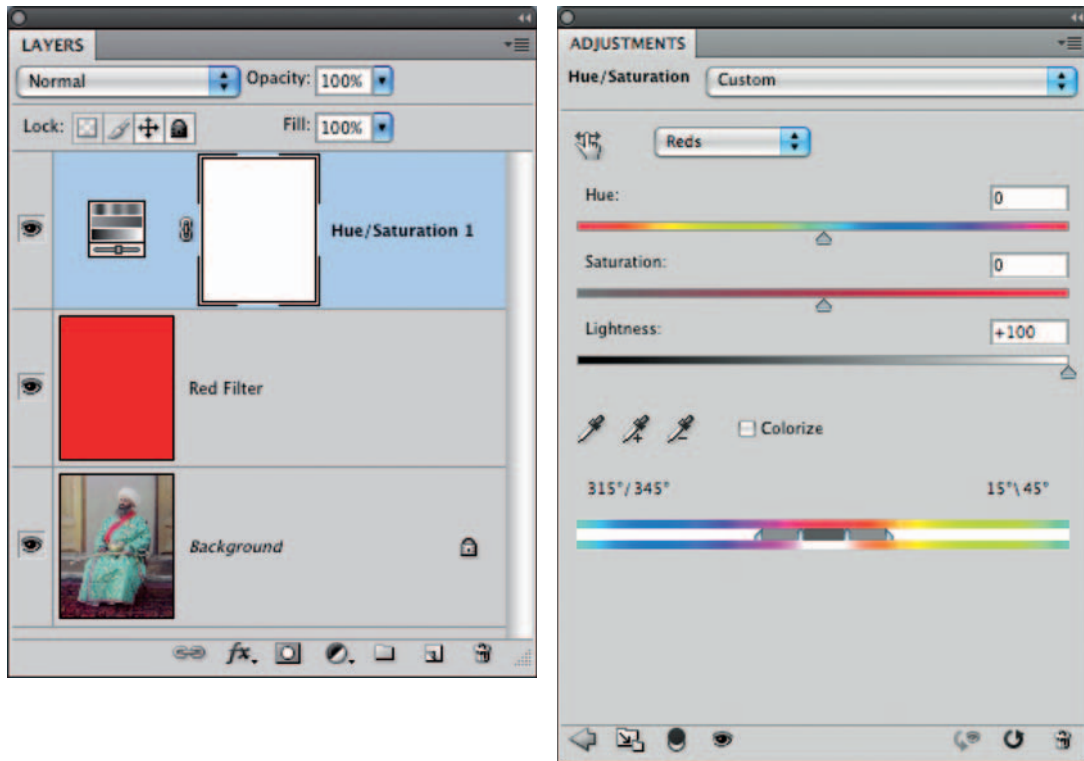 LAYERS
Normal
Opacity: 100%
Lock:
Fill: 100%
Hue/Saturation 1
Red Filter
Background
fx.
ADJUSTMENTS
Hue/Saturation Custom
Reds
Hue: 0
Saturation: 0
Lightness: +100
Colorize
315°/345° 15°\45°